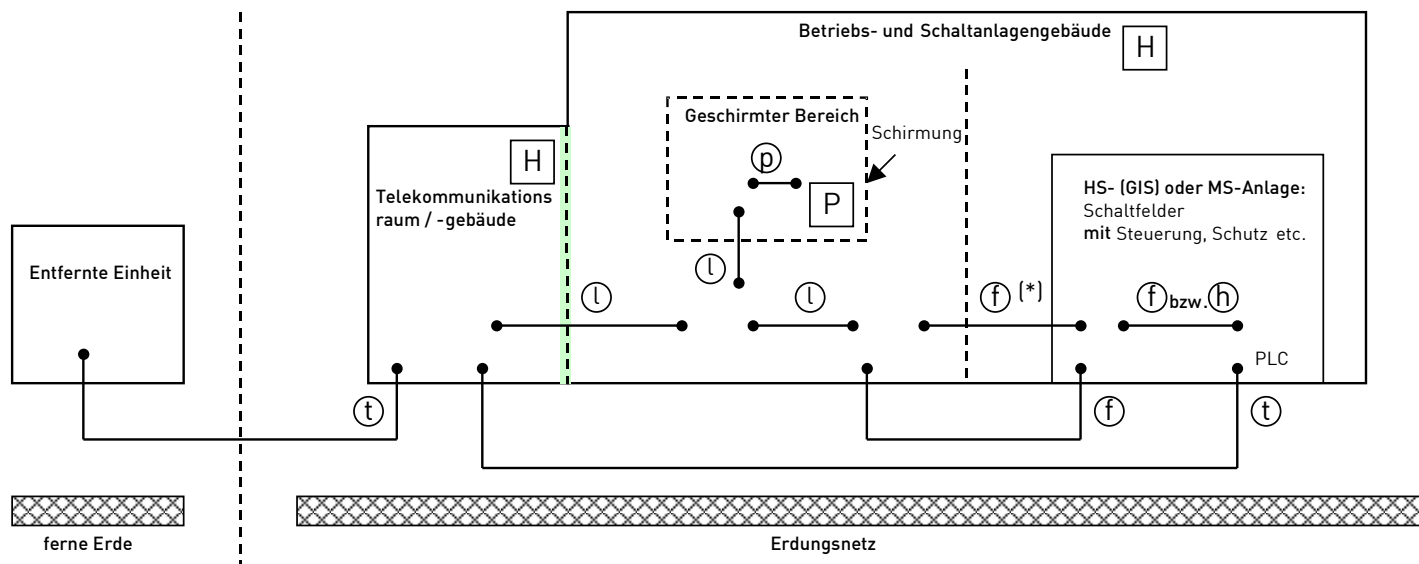 Betriebs- und Schaltanlagengebäude
H
Geschirmter Bereich
Schirmung
p
P
H
Telekommunikations
raum / -gebäude
HS- (GIS) oder MS-Anlage:
Schaltfelder
mit Steuerung, Schutz etc.
Entfernte Einheit
l
l
l
f (*)
f bzw. h
PLC
t
f
t
ferne Erde
Erdungsnetz